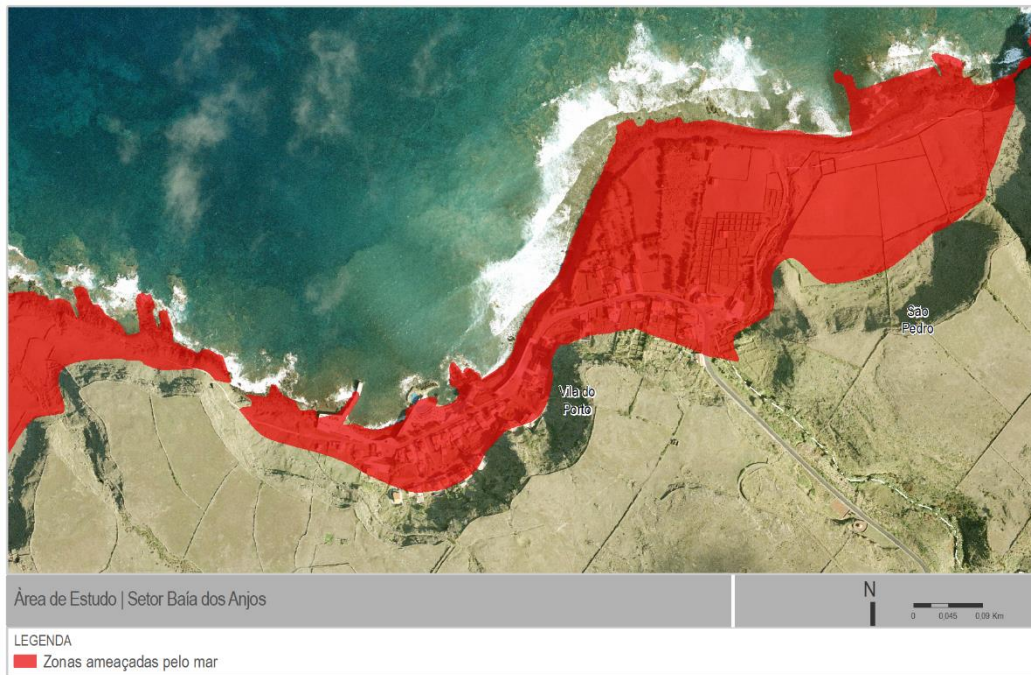 São
Pedro
Vila do
Porto
Área de Estudo | Setor Baía dos Anjos
N
0 0,045 0,09 Km
LEGENDA
Zonas ameaçadas pelo mar